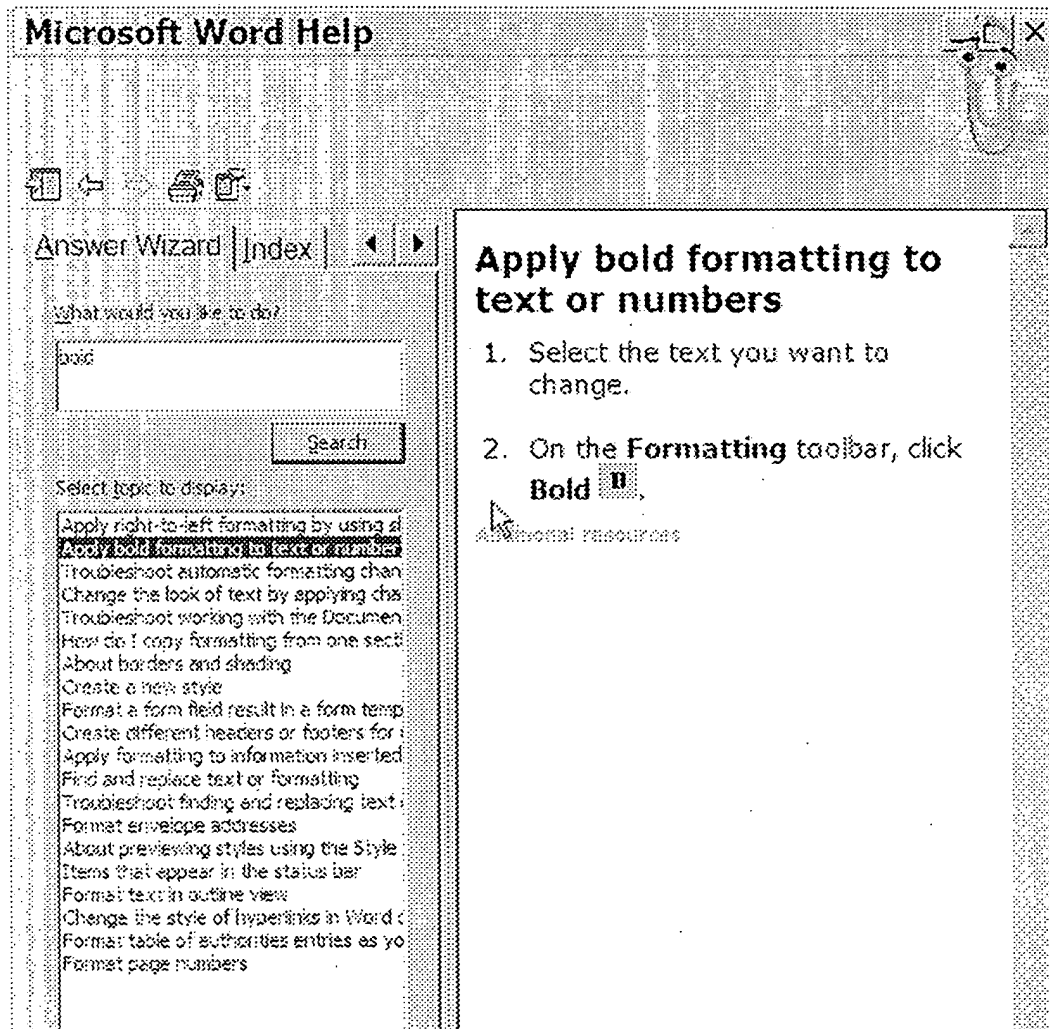 Microsoft Word Help
Answer Wizard
Index
What would you like to do?
bold
Search
Select topic to display:
Apply right-to-left formatting by using s
Apply bold formatting to text or number
Troubleshoot automatic formatting chan
Change the look of text by applying cha
Troubleshoot working with the Documen
How do I copy formatting from one secti
About borders and shading
Create a new style
Format a form field result in a form temp
Create different headers or footers for
Apply formatting to information inserted
Find and replace text or formatting
Troubleshoot finding and replacing text
Format envelope addresses
About previewing styles using the Style
Items that appear in the status bar
Format text in outline view
Change the style of hyperlinks in Word
Format table of authorities entries as yo
Format page numbers
Apply bold formatting to
text or numbers
1. Select the text you want to
change.
2. On the Formatting toolbar, click
Bold B.
Additional resources